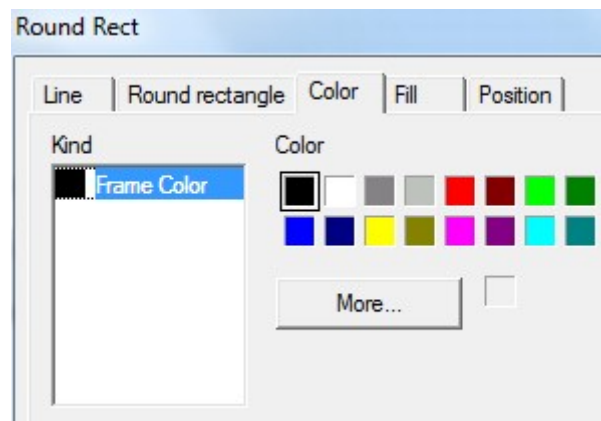 Round Rect
Line Round rectangle Color Fill Position
Kind Color
Frame Color
More...